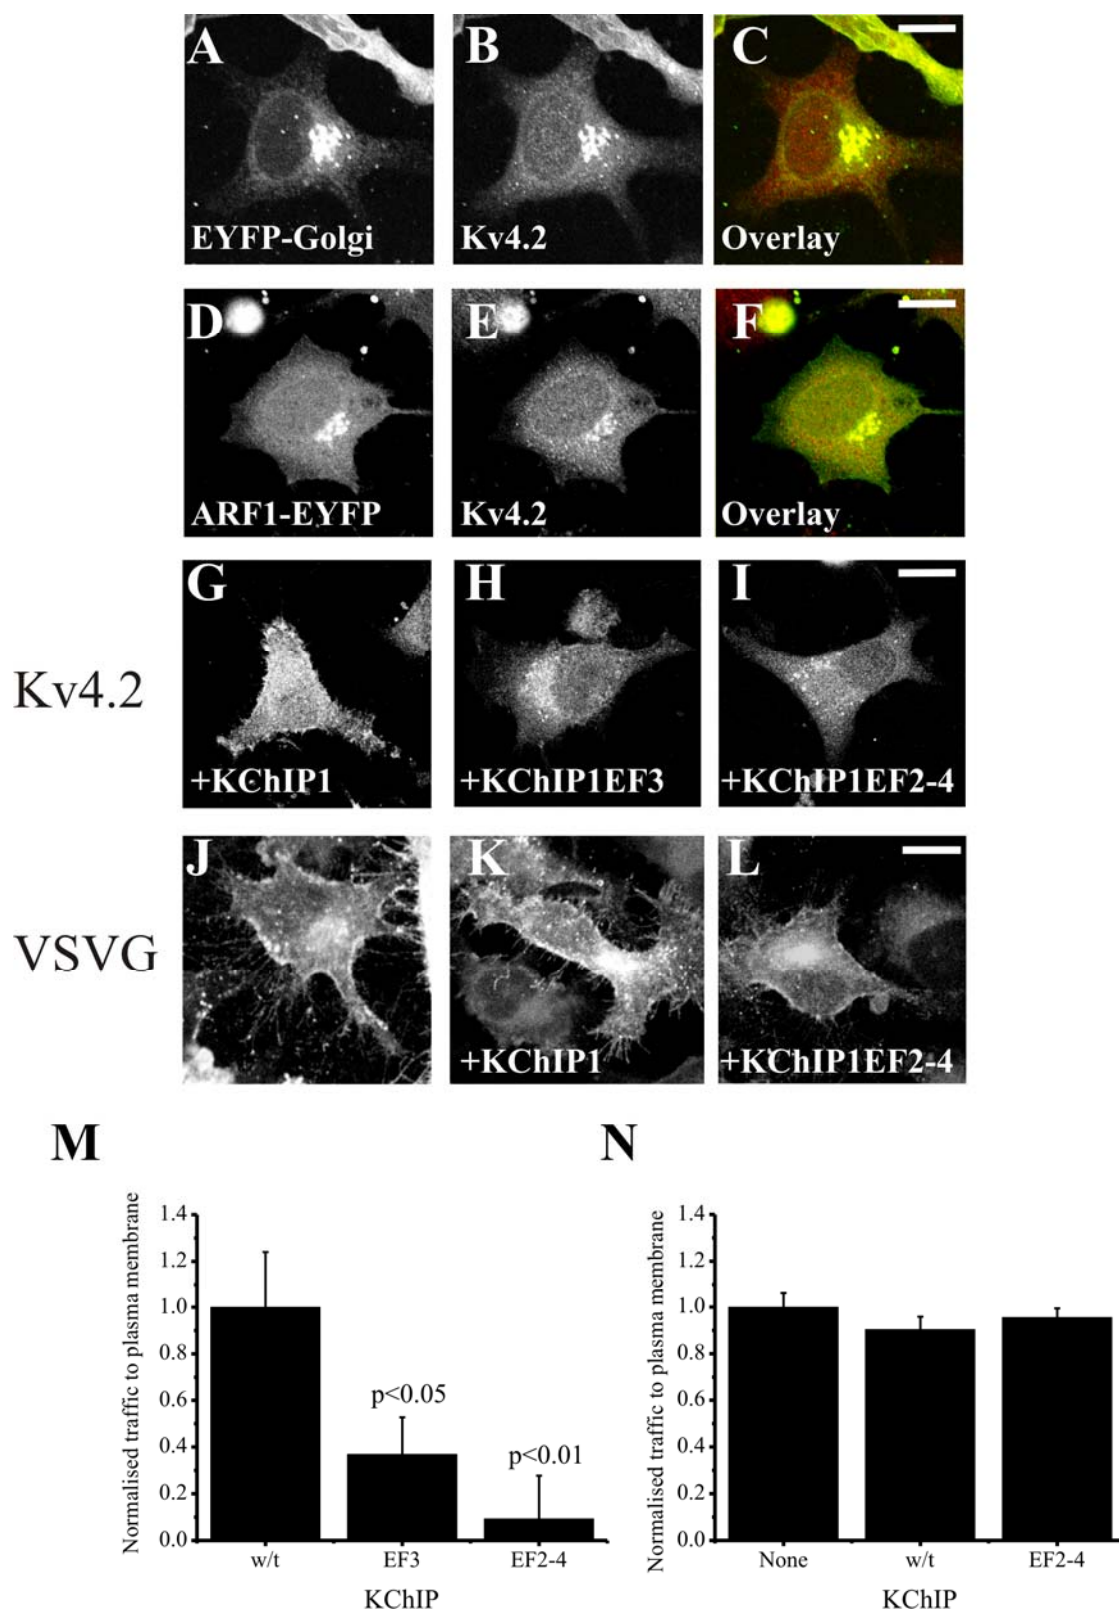 A
B
C
EYFP-Golgi
Kv4.2
Overlay
D
E
F
ARF1-EYFP
Kv4.2
Overlay
Kv4.2
G
H
I
+KChIP1
+KChIP1EF3
+KChIP1EF2-4
VSVG
J
K
L
+KChIP1
+KChIP1EF2-4
M
Normalised traffic to plasma membrane
1.4
1.2
1.0
0.8
0.6
0.4
0.2
0.0
p<0.05
p<0.01
w/t
EF3
EF2-4
KChIP
N
Normalised traffic to plasma membrane
1.4
1.2
1.0
0.8
0.6
0.4
0.2
0.0
None
w/t
EF2-4
KChIP